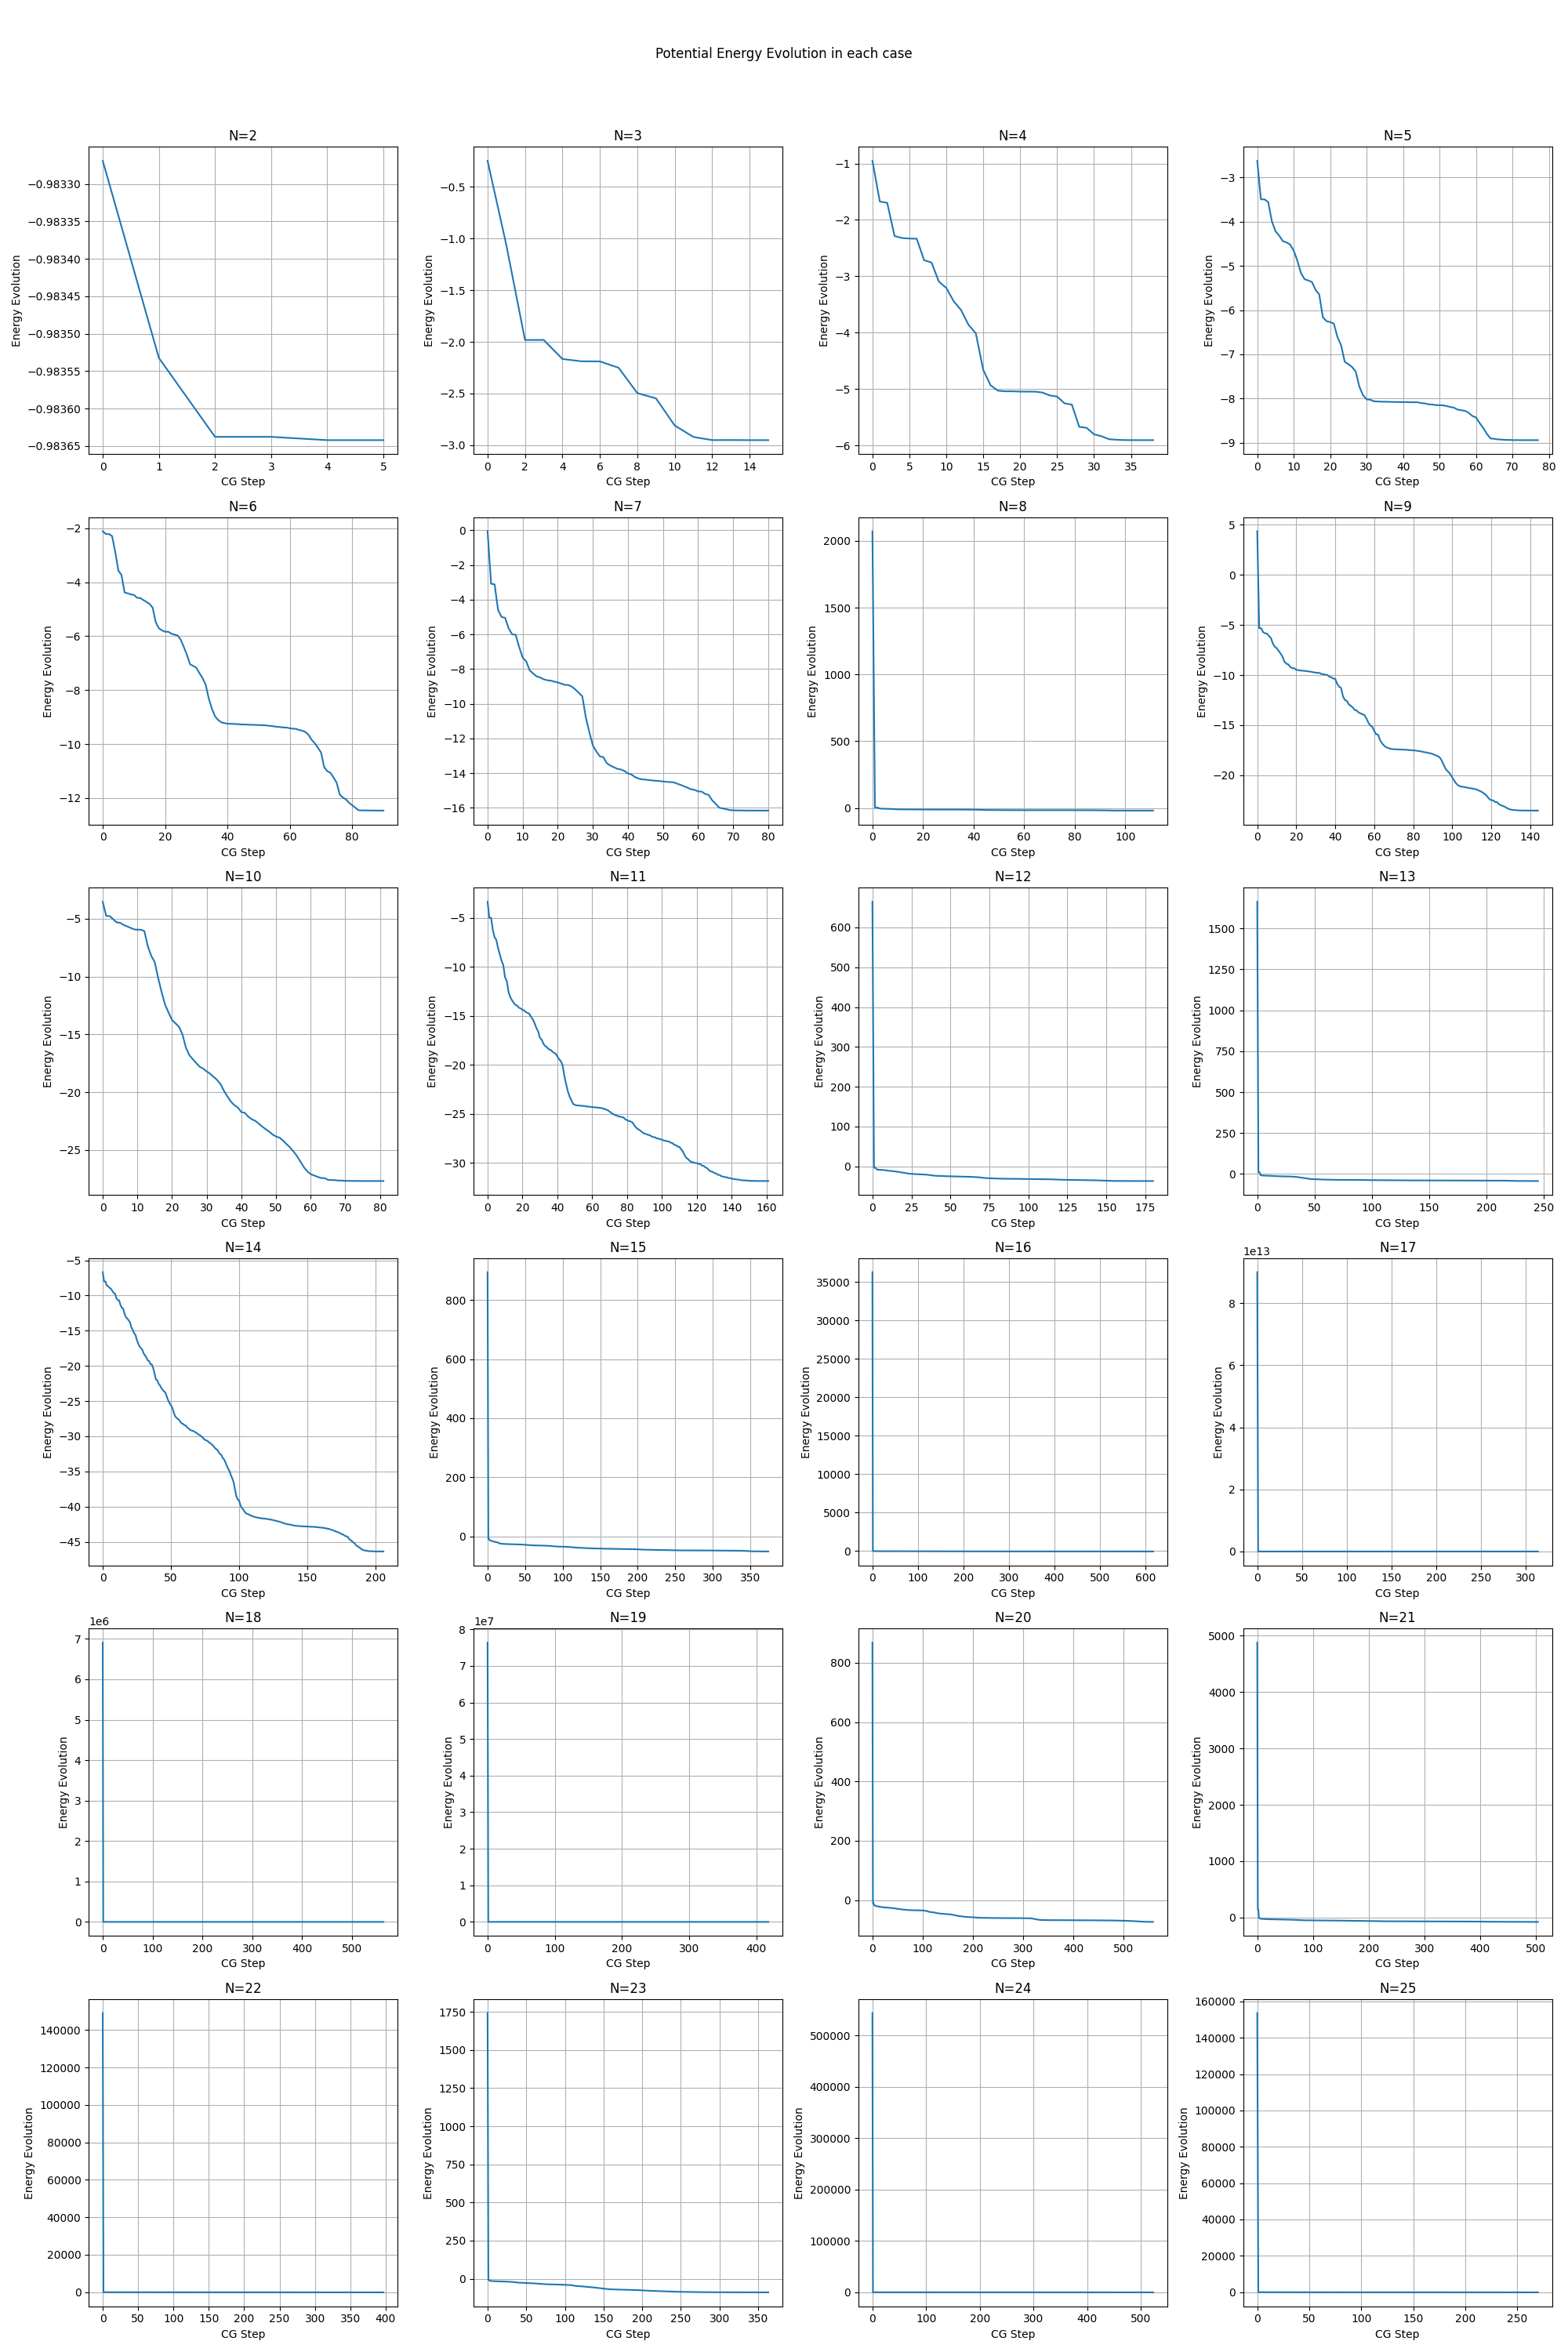 Potential Energy Evolution in each case
N=2
N=3
N=4
N=5
−0.98330
−0.98335
−0.98340
−0.98345
−0.98350
−0.98355
−0.98360
−0.98365
Energy Evolution
0 1 2 3 4 5
CG Step
−0.5
−1.0
−1.5
−2.0
−2.5
−3.0
Energy Evolution
0 2 4 6 8 10 12 14
CG Step
−1
−2
−3
−4
−5
−6
Energy Evolution
0 5 10 15 20 25 30 35
CG Step
−3
−4
−5
−6
−7
−8
−9
Energy Evolution
0 10 20 30 40 50 60 70 80
CG Step
N=6
N=7
N=8
N=9
−2
−4
−6
−8
−10
−12
Energy Evolution
0 20 40 60 80
CG Step
0
−2
−4
−6
−8
−10
−12
−14
−16
Energy Evolution
0 10 20 30 40 50 60 70 80
CG Step
2000
1500
1000
500
0
Energy Evolution
0 20 40 60 80 100
CG Step
5
0
−5
−10
−15
−20
Energy Evolution
0 20 40 60 80 100 120 140
CG Step
N=10
N=11
N=12
N=13
−5
−10
−15
−20
−25
Energy Evolution
0 10 20 30 40 50 60 70 80
CG Step
−5
−10
−15
−20
−25
−30
Energy Evolution
0 20 40 60 80 100 120 140 160
CG Step
600
500
400
300
200
100
0
Energy Evolution
0 25 50 75 100 125 150 175
CG Step
1500
1250
1000
750
500
250
0
Energy Evolution
0 50 100 150 200 250
CG Step
N=14
N=15
N=16
1e13
N=17
−5
−10
−15
−20
−25
−30
−35
−40
−45
Energy Evolution
0 50 100 150 200
CG Step
800
600
400
200
0
Energy Evolution
0 50 100 150 200 250 300 350
CG Step
35000
30000
25000
20000
15000
10000
5000
0
Energy Evolution
0 100 200 300 400 500 600
CG Step
8
6
4
2
0
Energy Evolution
0 50 100 150 200 250 300
CG Step
1e6
N=18
1e7
N=19
N=20
N=21
7
6
5
4
3
2
1
0
Energy Evolution
0 100 200 300 400 500
CG Step
8
7
6
5
4
3
2
1
0
Energy Evolution
0 100 200 300 400
CG Step
800
600
400
200
0
Energy Evolution
0 100 200 300 400 500
CG Step
5000
4000
3000
2000
1000
0
Energy Evolution
0 100 200 300 400 500
CG Step
N=22
N=23
N=24
N=25
140000
120000
100000
80000
60000
40000
20000
0
Energy Evolution
0 50 100 150 200 250 300 350 400
CG Step
1750
1500
1250
1000
750
500
250
0
Energy Evolution
0 50 100 150 200 250 300 350
CG Step
500000
400000
300000
200000
100000
0
Energy Evolution
0 100 200 300 400 500
CG Step
160000
140000
120000
100000
80000
60000
40000
20000
0
Energy Evolution
0 50 100 150 200 250
CG Step